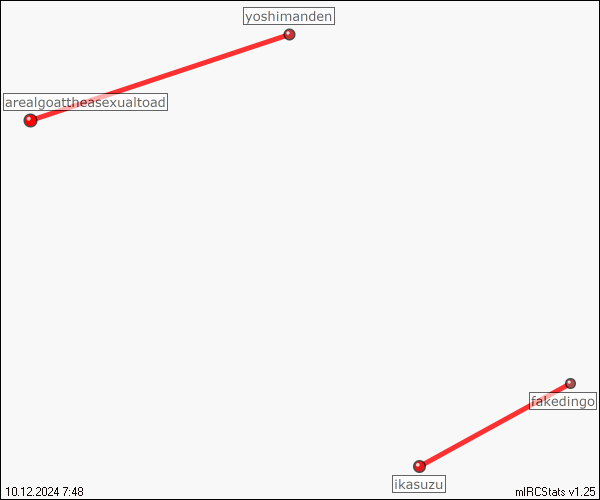 yoshimanden
arealgoattheasexualtoad
fakedingo
ikasuzu
10.12.2024 7:48
mIRCStats v1.25